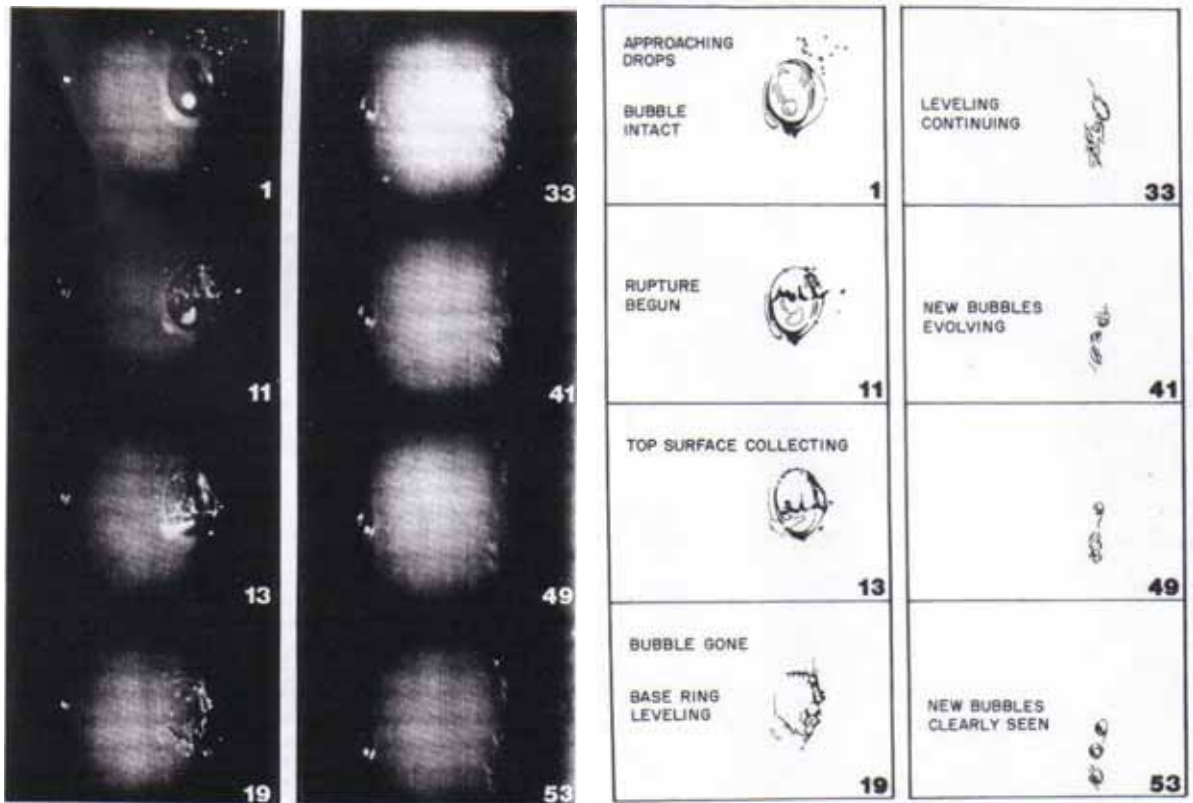 1
11
13
19
33
41
49
53
APPROACHING
DROPS
BUBBLE
INTACT
1
RUPTURE
BEGUN
11
TOP SURFACE COLLECTING
13
BUBBLE GONE
BASE RING
LEVELING
19
LEVELING
CONTINUING
33
NEW BUBBLES
EVOLVING
41
49
NEW BUBBLES
CLEARLY SEEN
53